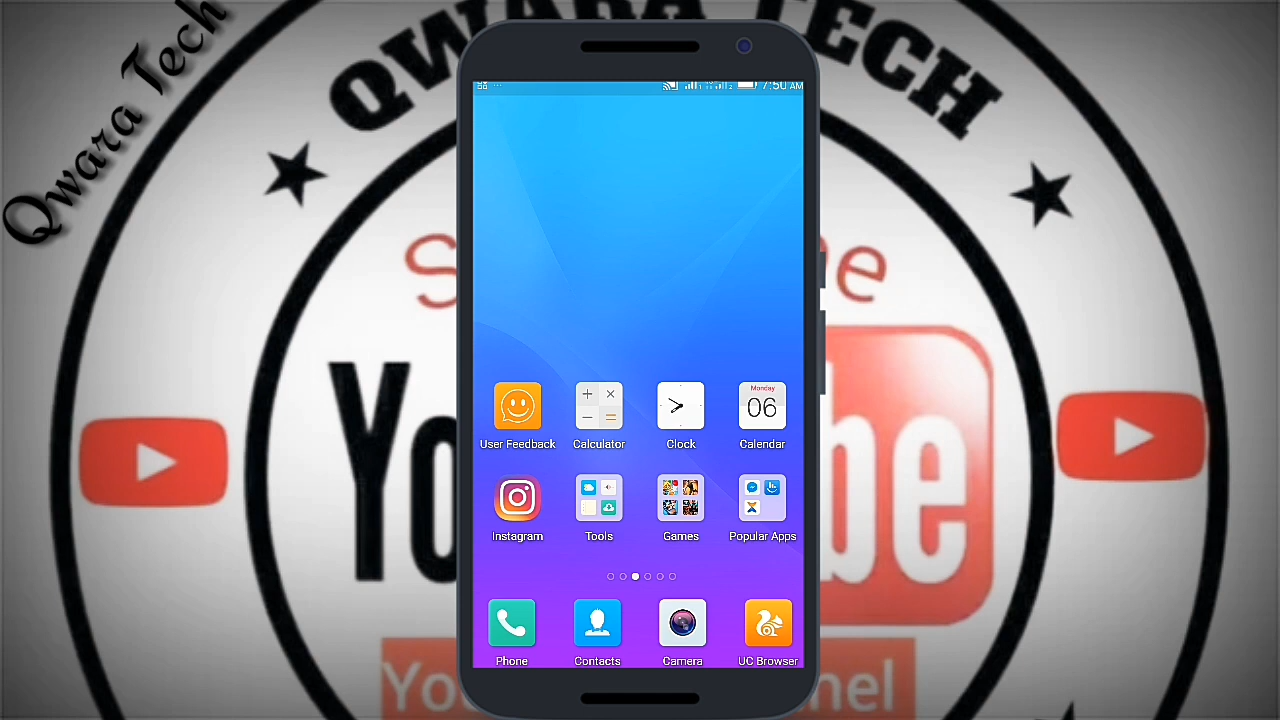 Qwara Tech
QWARA TECH
7:50 AM
Monday
06
User Feedback
Calculator
Clock
Calendar
Instagram
Tools
Games
Popular Apps
Phone
Contacts
Camera
UC Browser